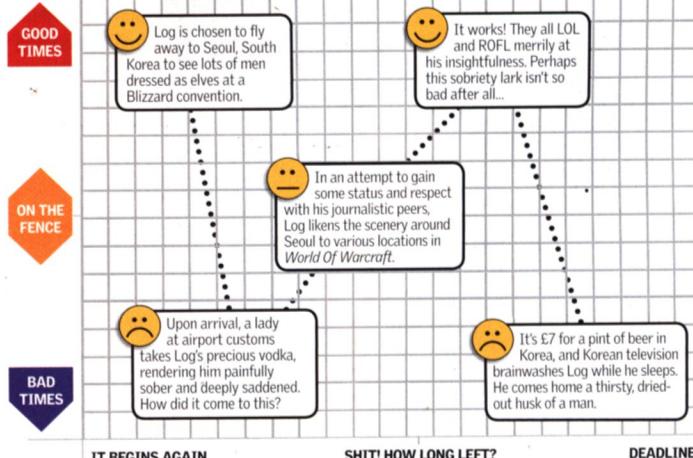 GOOD
TIMES
Log is chosen to fly
away to Seoul, South
Korea to see lots of men
dressed as elves at a
Blizzard convention.
It works! They all LOL
and ROFL merrily at
his insightfulness. Perhaps
this sobriety lark isn't so
bad after all...
ON THE
FENCE
In an attempt to gain
some status and respect
with his journalistic peers,
Log likens the scenery around
Seoul to various locations in
World Of Warcraft.
BAD
TIMES
Upon arrival, a lady
at airport customs
takes Log's precious vodka,
rendering him painfully
sober and deeply saddened.
How did it come to this?
It's £7 for a pint of beer in
Korea, and Korean television
brainwashes Log while he sleeps.
He comes home a thirsty, dried-
out husk of a man.
IT BEGINS AGAIN
SHIT! HOW LONG LEFT?
DEADLINE